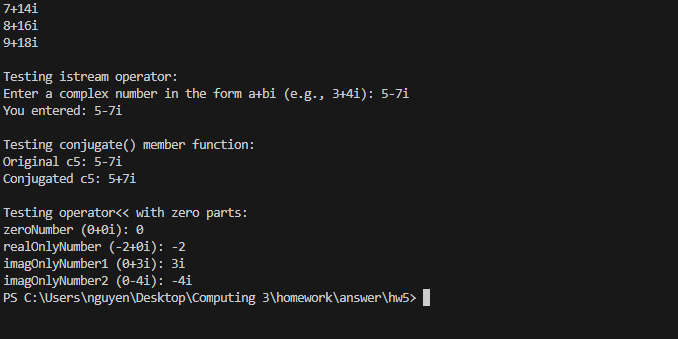 7+14i
8+16i
9+18i
Testing istream operator:
Enter a complex number in the form a+bi (e.g., 3+4i): 5-7i
You entered: 5-7i
Testing conjugate() member function:
Original c5: 5-7i
Conjugated c5: 5+7i
Testing operator<< with zero parts:
zeroNumber (0+0i): 0
realOnlyNumber (-2+0i): -2
imagOnlyNumber1 (0+3i): 3i
imagOnlyNumber2 (0-4i): -4i
PS C:\Users\nguyen\Desktop\Computing 3\homework\answer\hw5>